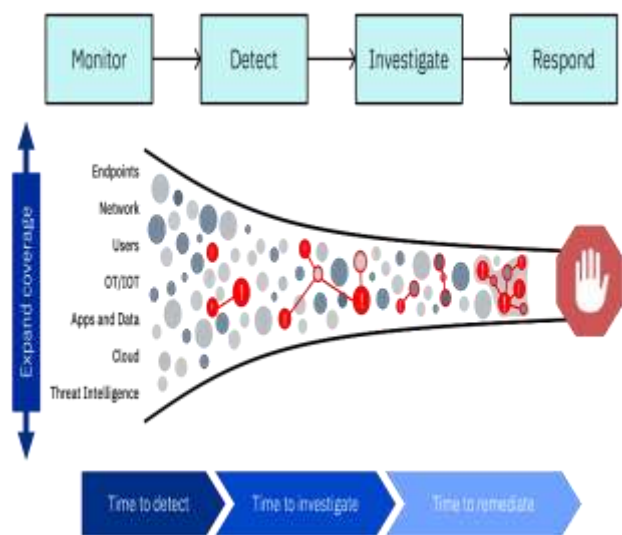 Monitor
Detect
Investigate
Respond
Expand coverage
Endpoints
Network
Users
OT/IOT
Apps and Data
Cloud
Threat Intelligence
Time to detect
Time to investigate
Time to remediate